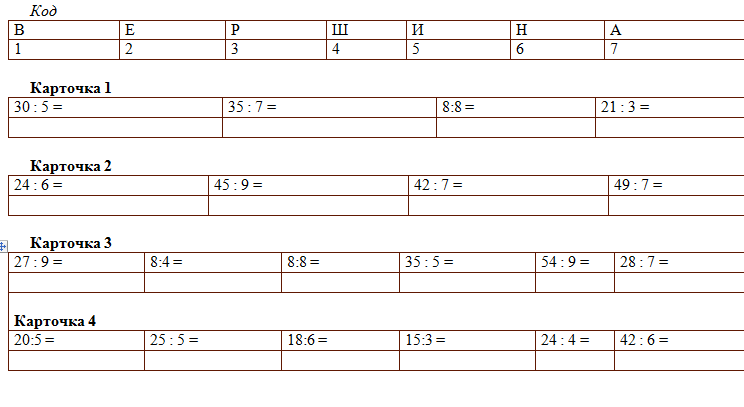 Код
В Е Р Ш И Н А
1 2 3 4 5 6 7
Карточка 1
30 : 5 = 35 : 7 = 8:8 = 21 : 3 =
Карточка 2
24 : 6 = 45 : 9 = 42 : 7 = 49 : 7 =
Карточка 3
27 : 9 = 8:4 = 8:8 = 35 : 5 = 54 : 9 = 28 : 7 =
Карточка 4
20:5 = 25 : 5 = 18:6 = 15:3 = 24 : 4 = 42 : 6 =